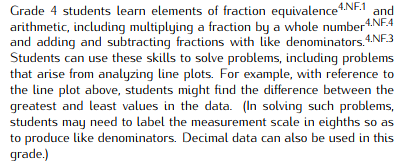 Grade 4 students learn elements of fraction equivalence4.NF.1 and
arithmetic, including multiplying a fraction by a whole number4.NF.4
and adding and subtracting fractions with like denominators.4.NF.3
Students can use these skills to solve problems, including problems
that arise from analyzing line plots. For example, with reference to
the line plot above, students might find the difference between the
greatest and least values in the data. (In solving such problems,
students may need to label the measurement scale in eighths so as
to produce like denominators. Decimal data can also be used in this
grade.)